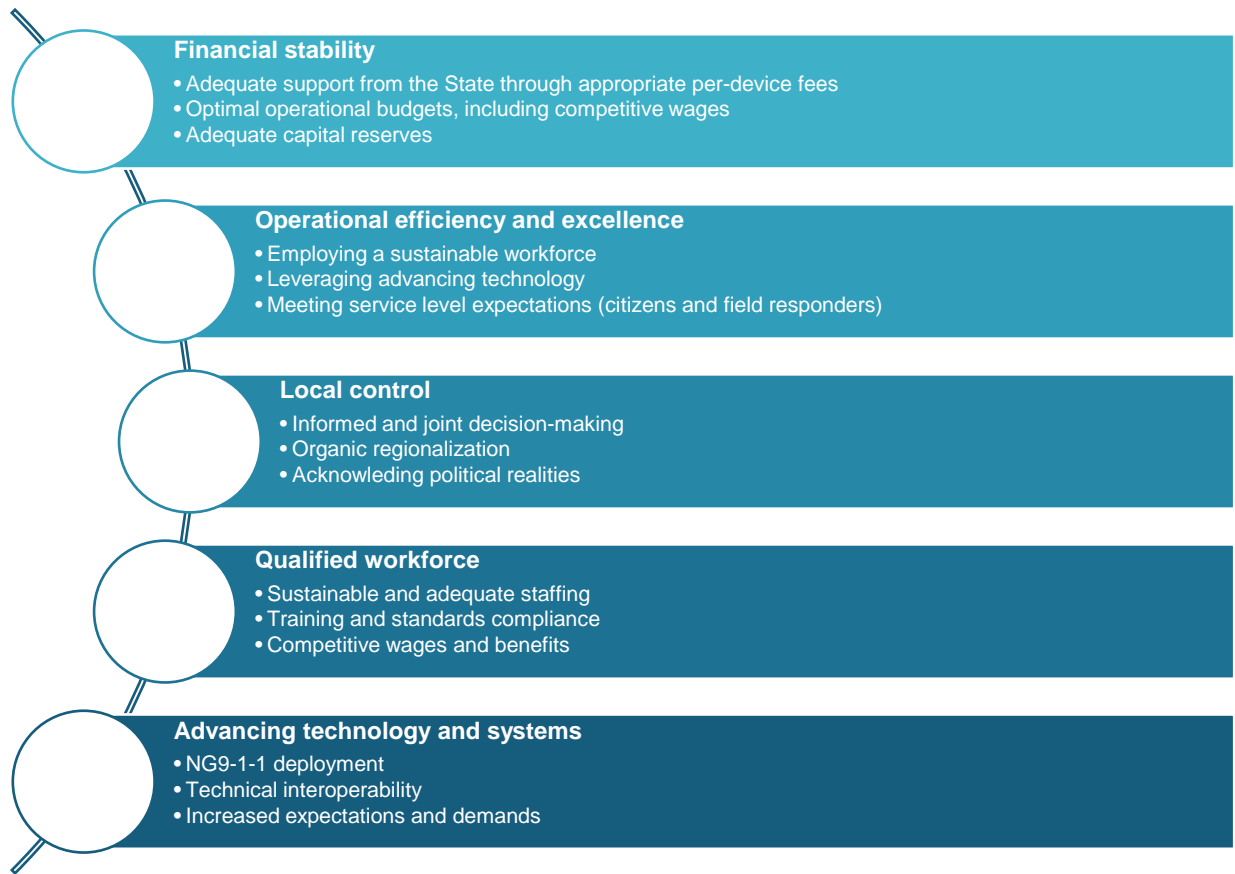 Financial stability
• Adequate support from the State through appropriate per-device fees
• Optimal operational budgets, including competitive wages
• Adequate capital reserves
Operational efficiency and excellence
• Employing a sustainable workforce
• Leveraging advancing technology
• Meeting service level expectations (citizens and field responders)
Local control
• Informed and joint decision-making
• Organic regionalization
• Acknowleding political realities
Qualified workforce
• Sustainable and adequate staffing
• Training and standards compliance
• Competitive wages and benefits
Advancing technology and systems
• NG9-1-1 deployment
• Technical interoperability
• Increased expectations and demands